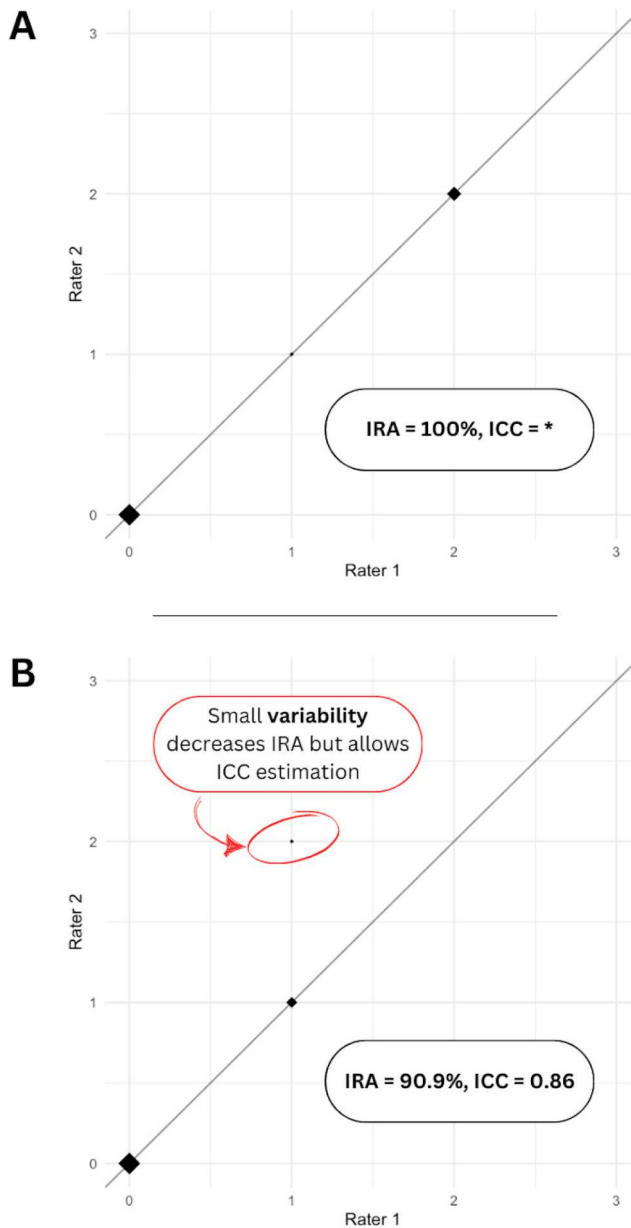 A
3
2
1
0
Rater 2
IRA = 100%, ICC = *
0 1 2 3
Rater 1
B
3
2
1
0
Rater 2
Small variability
decreases IRA but allows
ICC estimation
IRA = 90.9%, ICC = 0.86
0 1 2 3
Rater 1